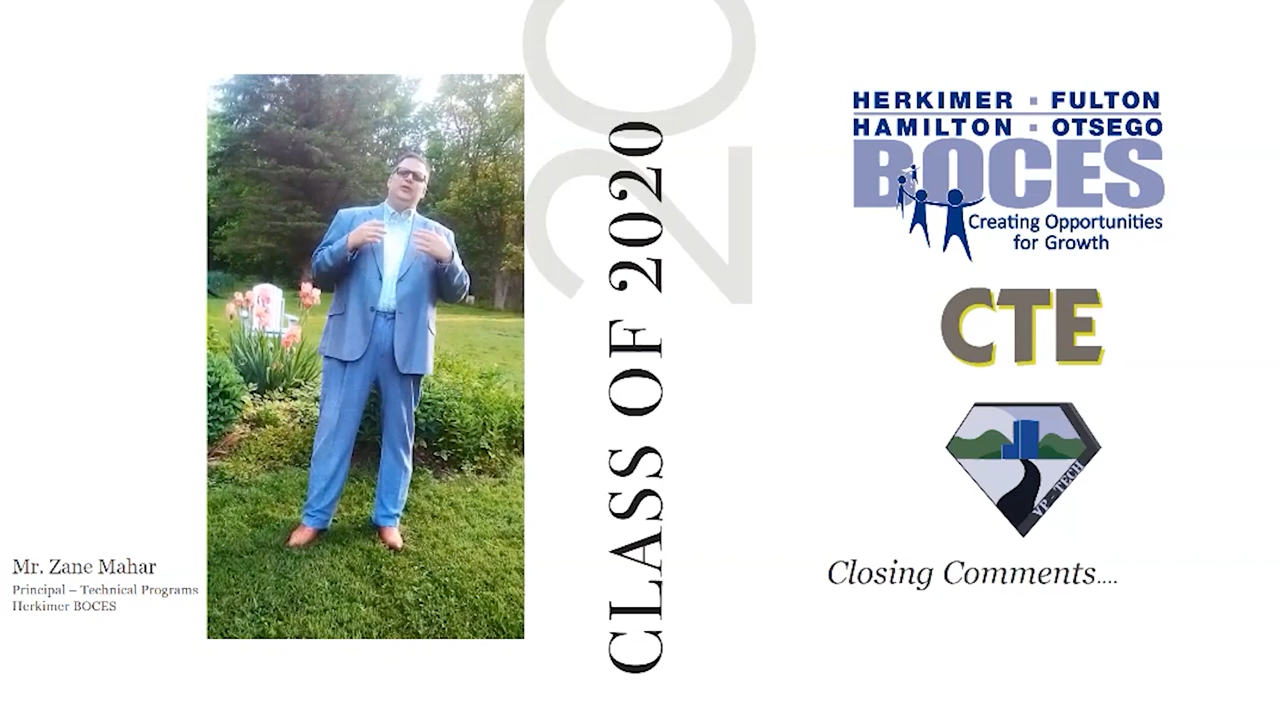 Mr. Zane Mahar
Principal – Technical Programs
Herkimer BOCES
20
CLASS OF 2020
HERKIMER ▪ FULTON
HAMILTON ▪ OTSEGO
BOCES
Creating Opportunities
for Growth
CTE
VP - TECH
Closing Comments....